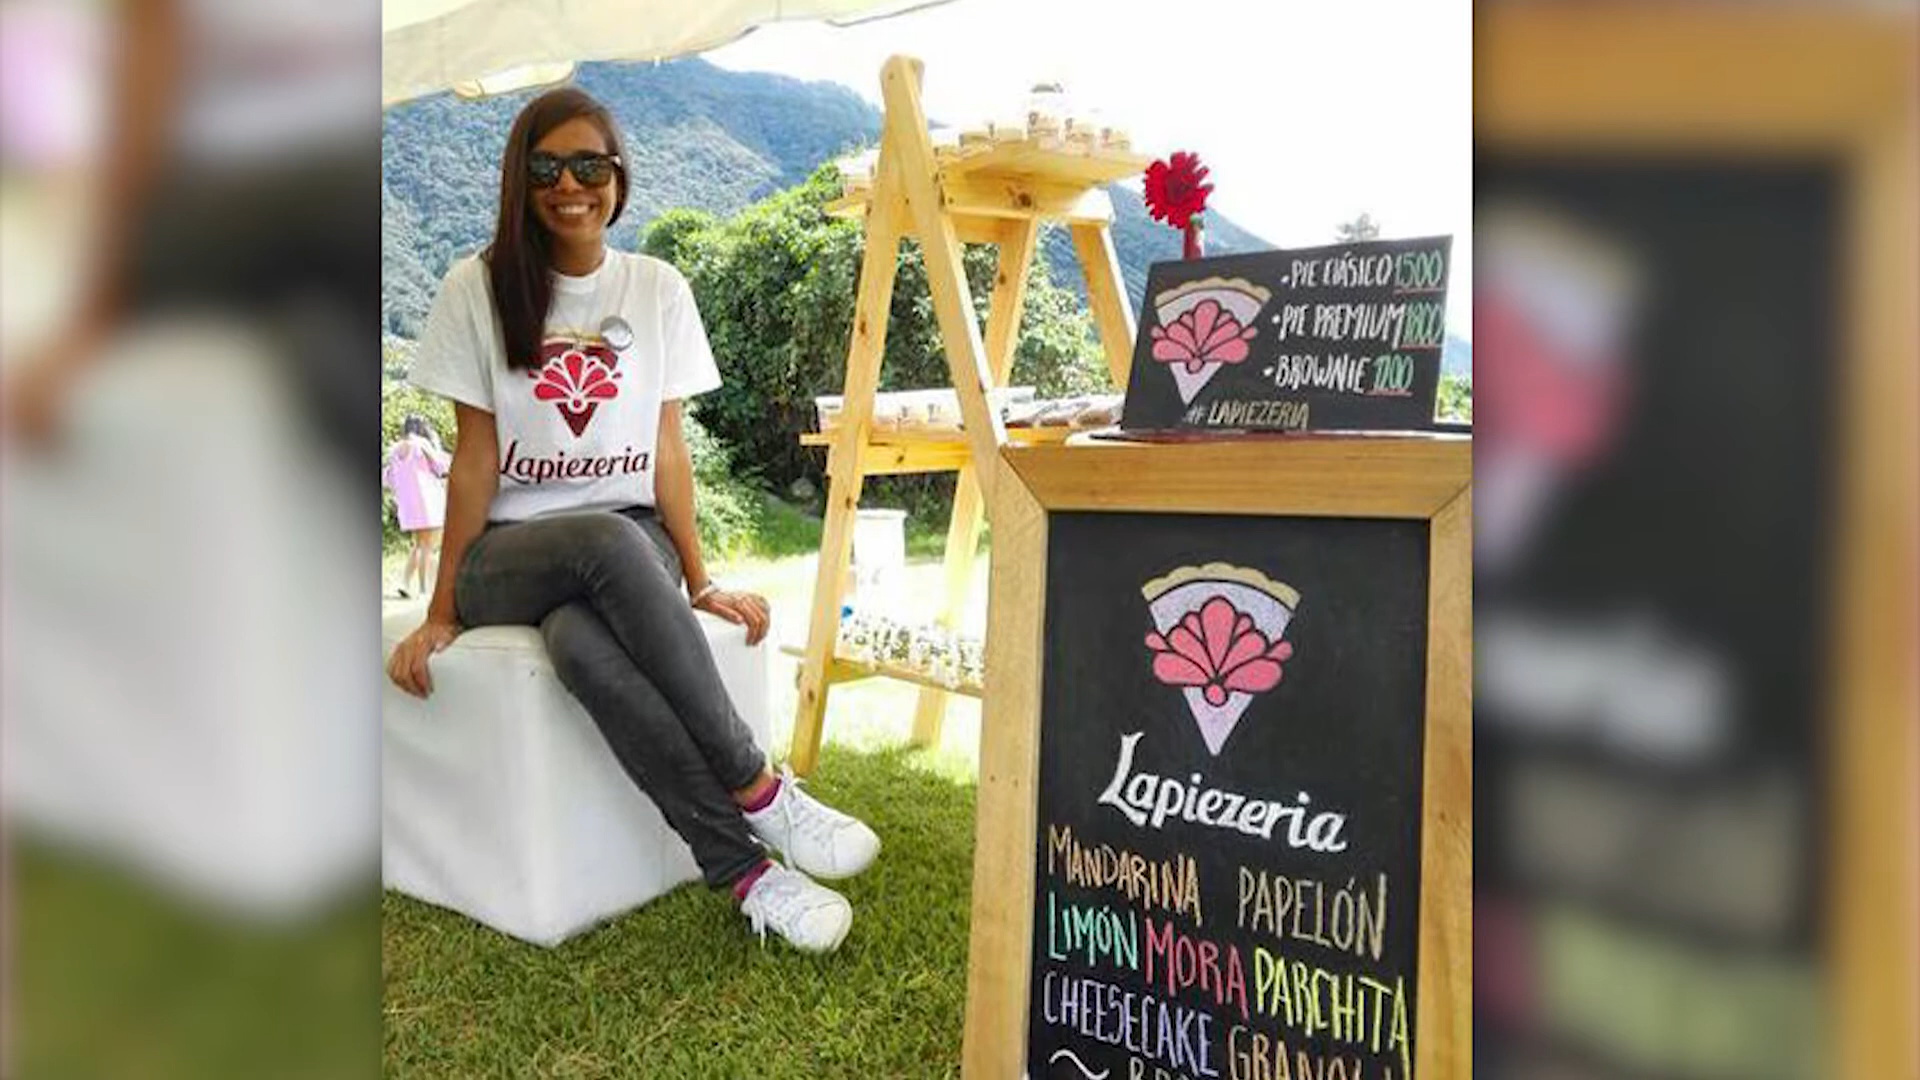 • PIE CLÁSICO 1500
• PIE PREMIUM 1800
• BROWNIE 1200
# LAPIEZERIA
Lapiezeria
Lapiezeria
MANDARINA PAPELÓN
LIMÓN MORA PARCHITA
CHEESECAKE